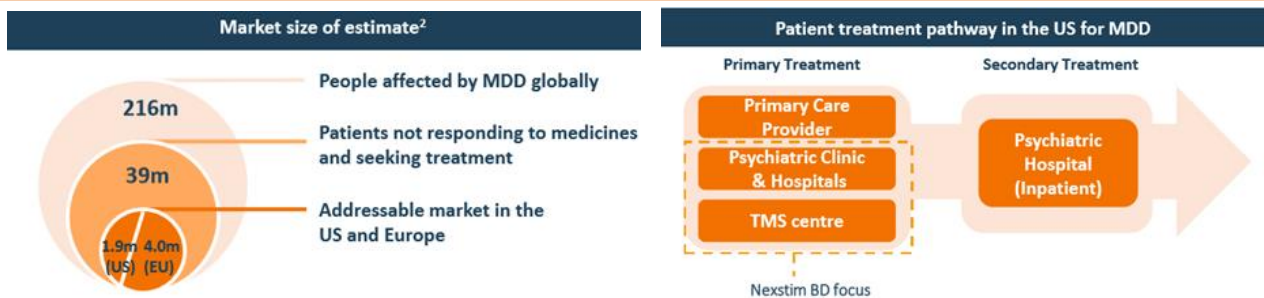 Market size of estimate²
People affected by MDD globally
216m
Patients not responding to medicines
and seeking treatment
39m
Addressable market in the
US and Europe
1.9m 4.0m
(US) (EU)
Patient treatment pathway in the US for MDD
Primary Treatment
Secondary Treatment
Primary Care
Provider
Psychiatric Clinic
& Hospitals
TMS centre
Psychiatric
Hospital
(Inpatient)
Nexstim BD focus